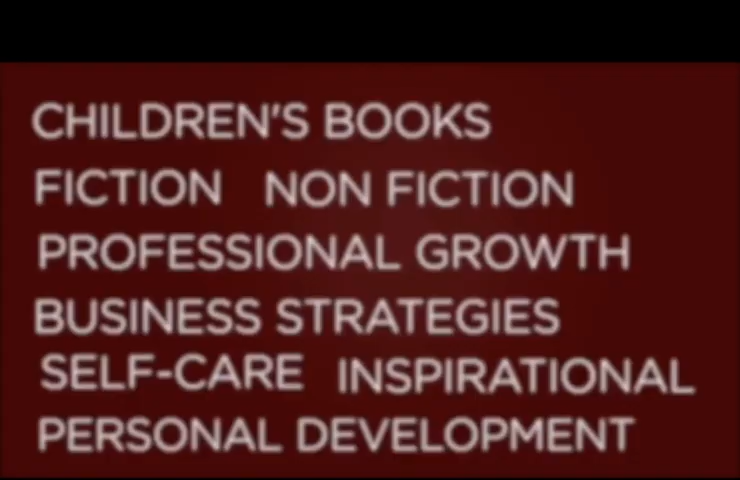 CHILDREN'S BOOKS
FICTION NON FICTION
PROFESSIONAL GROWTH
BUSINESS STRATEGIES
SELF-CARE INSPIRATIONAL
PERSONAL DEVELOPMENT